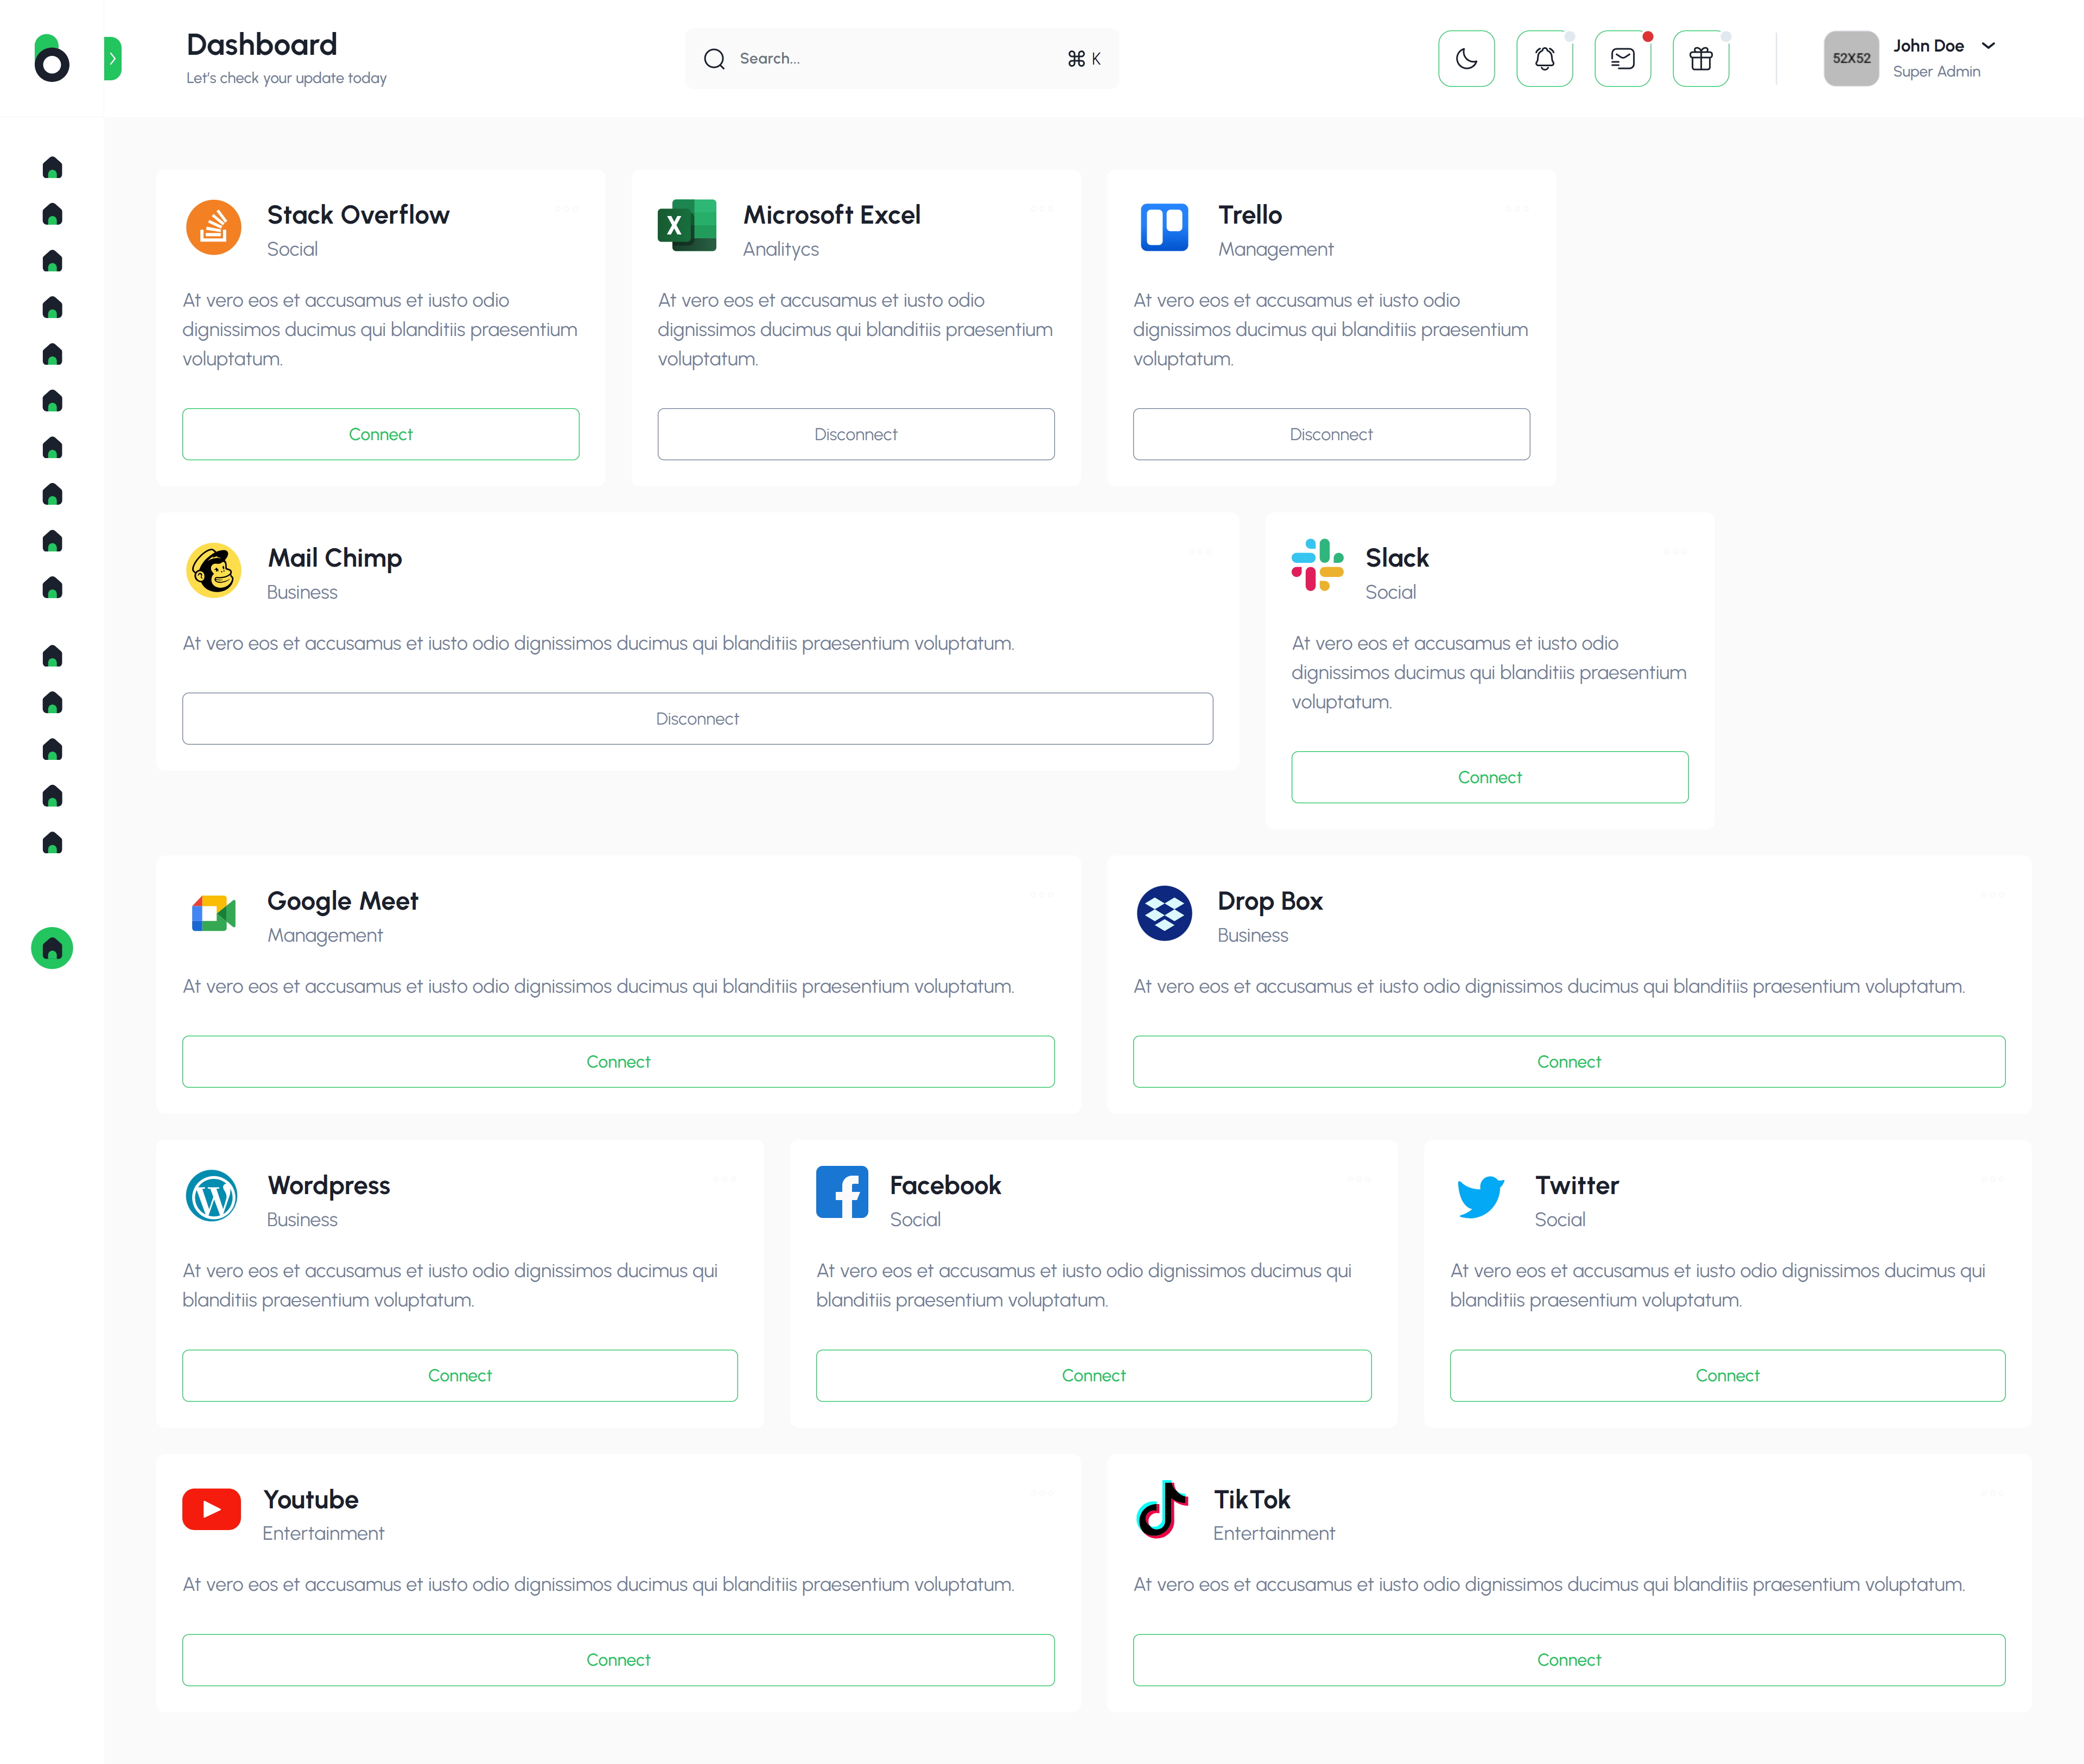 Dashboard
Let's check your update today
Search...
⌘ K
52X52
John Doe
Super Admin
Stack Overflow
Social
At vero eos et accusamus et iusto odio
dignissimos ducimus qui blanditiis praesentium
voluptatum.
Connect
Microsoft Excel
Analitycs
At vero eos et accusamus et iusto odio
dignissimos ducimus qui blanditiis praesentium
voluptatum.
Disconnect
Trello
Management
At vero eos et accusamus et iusto odio
dignissimos ducimus qui blanditiis praesentium
voluptatum.
Disconnect
Mail Chimp
Business
At vero eos et accusamus et iusto odio dignissimos ducimus qui blanditiis praesentium voluptatum.
Disconnect
Slack
Social
At vero eos et accusamus et iusto odio
dignissimos ducimus qui blanditiis praesentium
voluptatum.
Connect
Google Meet
Management
At vero eos et accusamus et iusto odio dignissimos ducimus qui blanditiis praesentium voluptatum.
Connect
Drop Box
Business
At vero eos et accusamus et iusto odio dignissimos ducimus qui blanditiis praesentium voluptatum.
Connect
Wordpress
Business
At vero eos et accusamus et iusto odio dignissimos ducimus qui
blanditiis praesentium voluptatum.
Connect
Facebook
Social
At vero eos et accusamus et iusto odio dignissimos ducimus qui
blanditiis praesentium voluptatum.
Connect
Twitter
Social
At vero eos et accusamus et iusto odio dignissimos ducimus qui
blanditiis praesentium voluptatum.
Connect
Youtube
Entertainment
At vero eos et accusamus et iusto odio dignissimos ducimus qui blanditiis praesentium voluptatum.
Connect
TikTok
Entertainment
At vero eos et accusamus et iusto odio dignissimos ducimus qui blanditiis praesentium voluptatum.
Connect